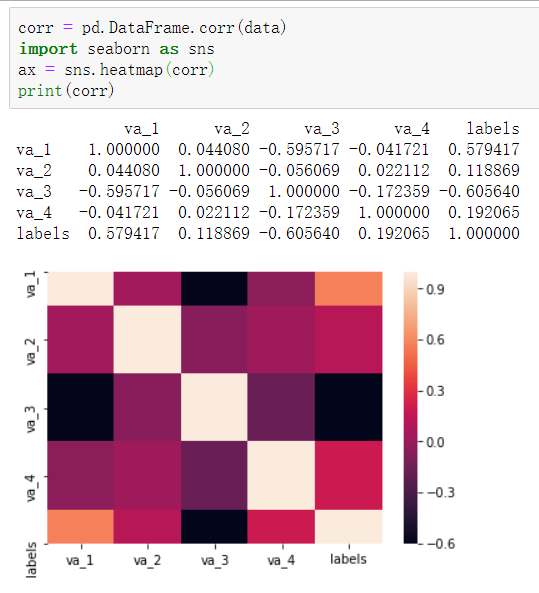 corr = pd.DataFrame.corr(data)
import seaborn as sns
ax = sns.heatmap(corr)
print(corr)
va_1 va_2 va_3 va_4 labels
va_1 1.000000 0.044080 -0.595717 -0.041721 0.579417
va_2 0.044080 1.000000 -0.056069 0.022112 0.118869
va_3 -0.595717 -0.056069 1.000000 -0.172359 -0.605640
va_4 -0.041721 0.022112 -0.172359 1.000000 0.192065
labels 0.579417 0.118869 -0.605640 0.192065 1.000000
va_1
va_2
va_3
va_4
labels
va_1 va_2 va_3 va_4 labels
0.9
0.6
0.3
0.0
-0.3
-0.6